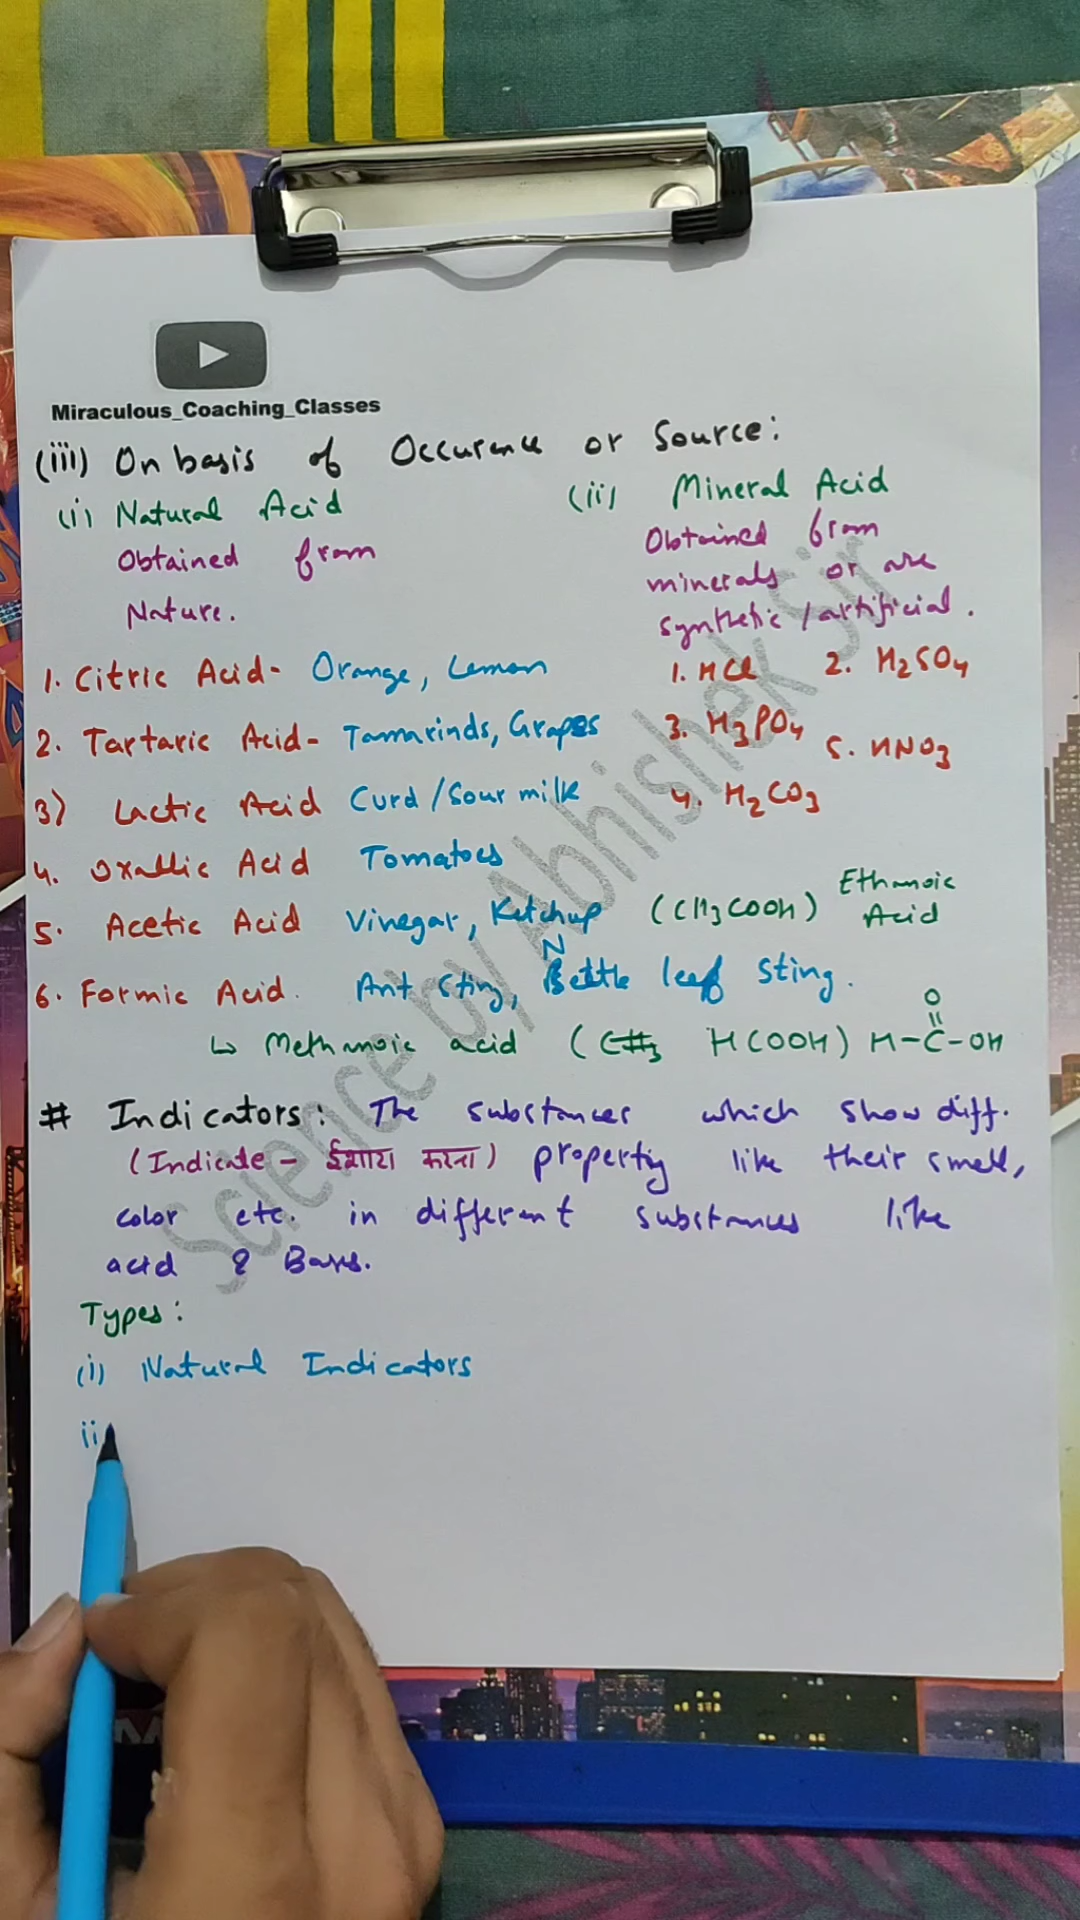 Miraculous_Coaching_Classes
(iii) On basis of Occurence or Source:
(i) Natural Acid
Obtained from
Nature.
(ii) Mineral Acid
Obtained from
minerals or are
synthetic / artificial.
1. Citric Acid- Orange, Lemon
2. Tartaric Acid- Tamarinds, Grapes
3) Lactic Acid Curd/Sour milk
4. Oxallic Acid Tomatoes
5. Acetic Acid Vinegar, Ketchup (CH3COOH) Ethanoic Acid
6. Formic Acid. Ant Sting, Nettle leaf Sting.
↳ Methanoic acid (CH3 HCOOH) H-C-OH
O
1. HCl 2. H2SO4
3. H3PO4
5. HNO3
4. H2CO3
# Indicators: The substances which show diff.
(Indicate - ईशारा करना) property like their smell,
color etc. in different substances like
acid & Bases.
Types:
(i) Natural Indicators
ii
Science by Abhishek Sir